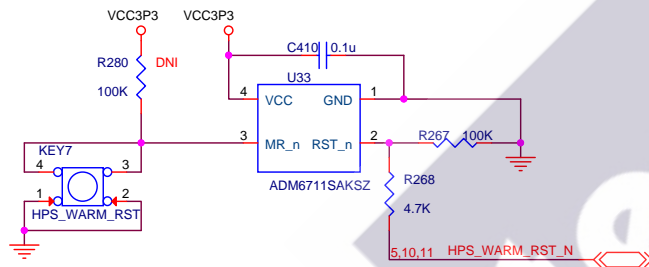 VCC3P3 VCC3P3
R280 DNI
100K
C410 0.1u
U33
4 VCC GND 1
3 MR_n RST_n 2
R267 100K
ADM6711SAKSZ
KEY7
4 3
1 2
HPS_WARM_RST
R268
4.7K
5,10,11 HPS_WARM_RST_N